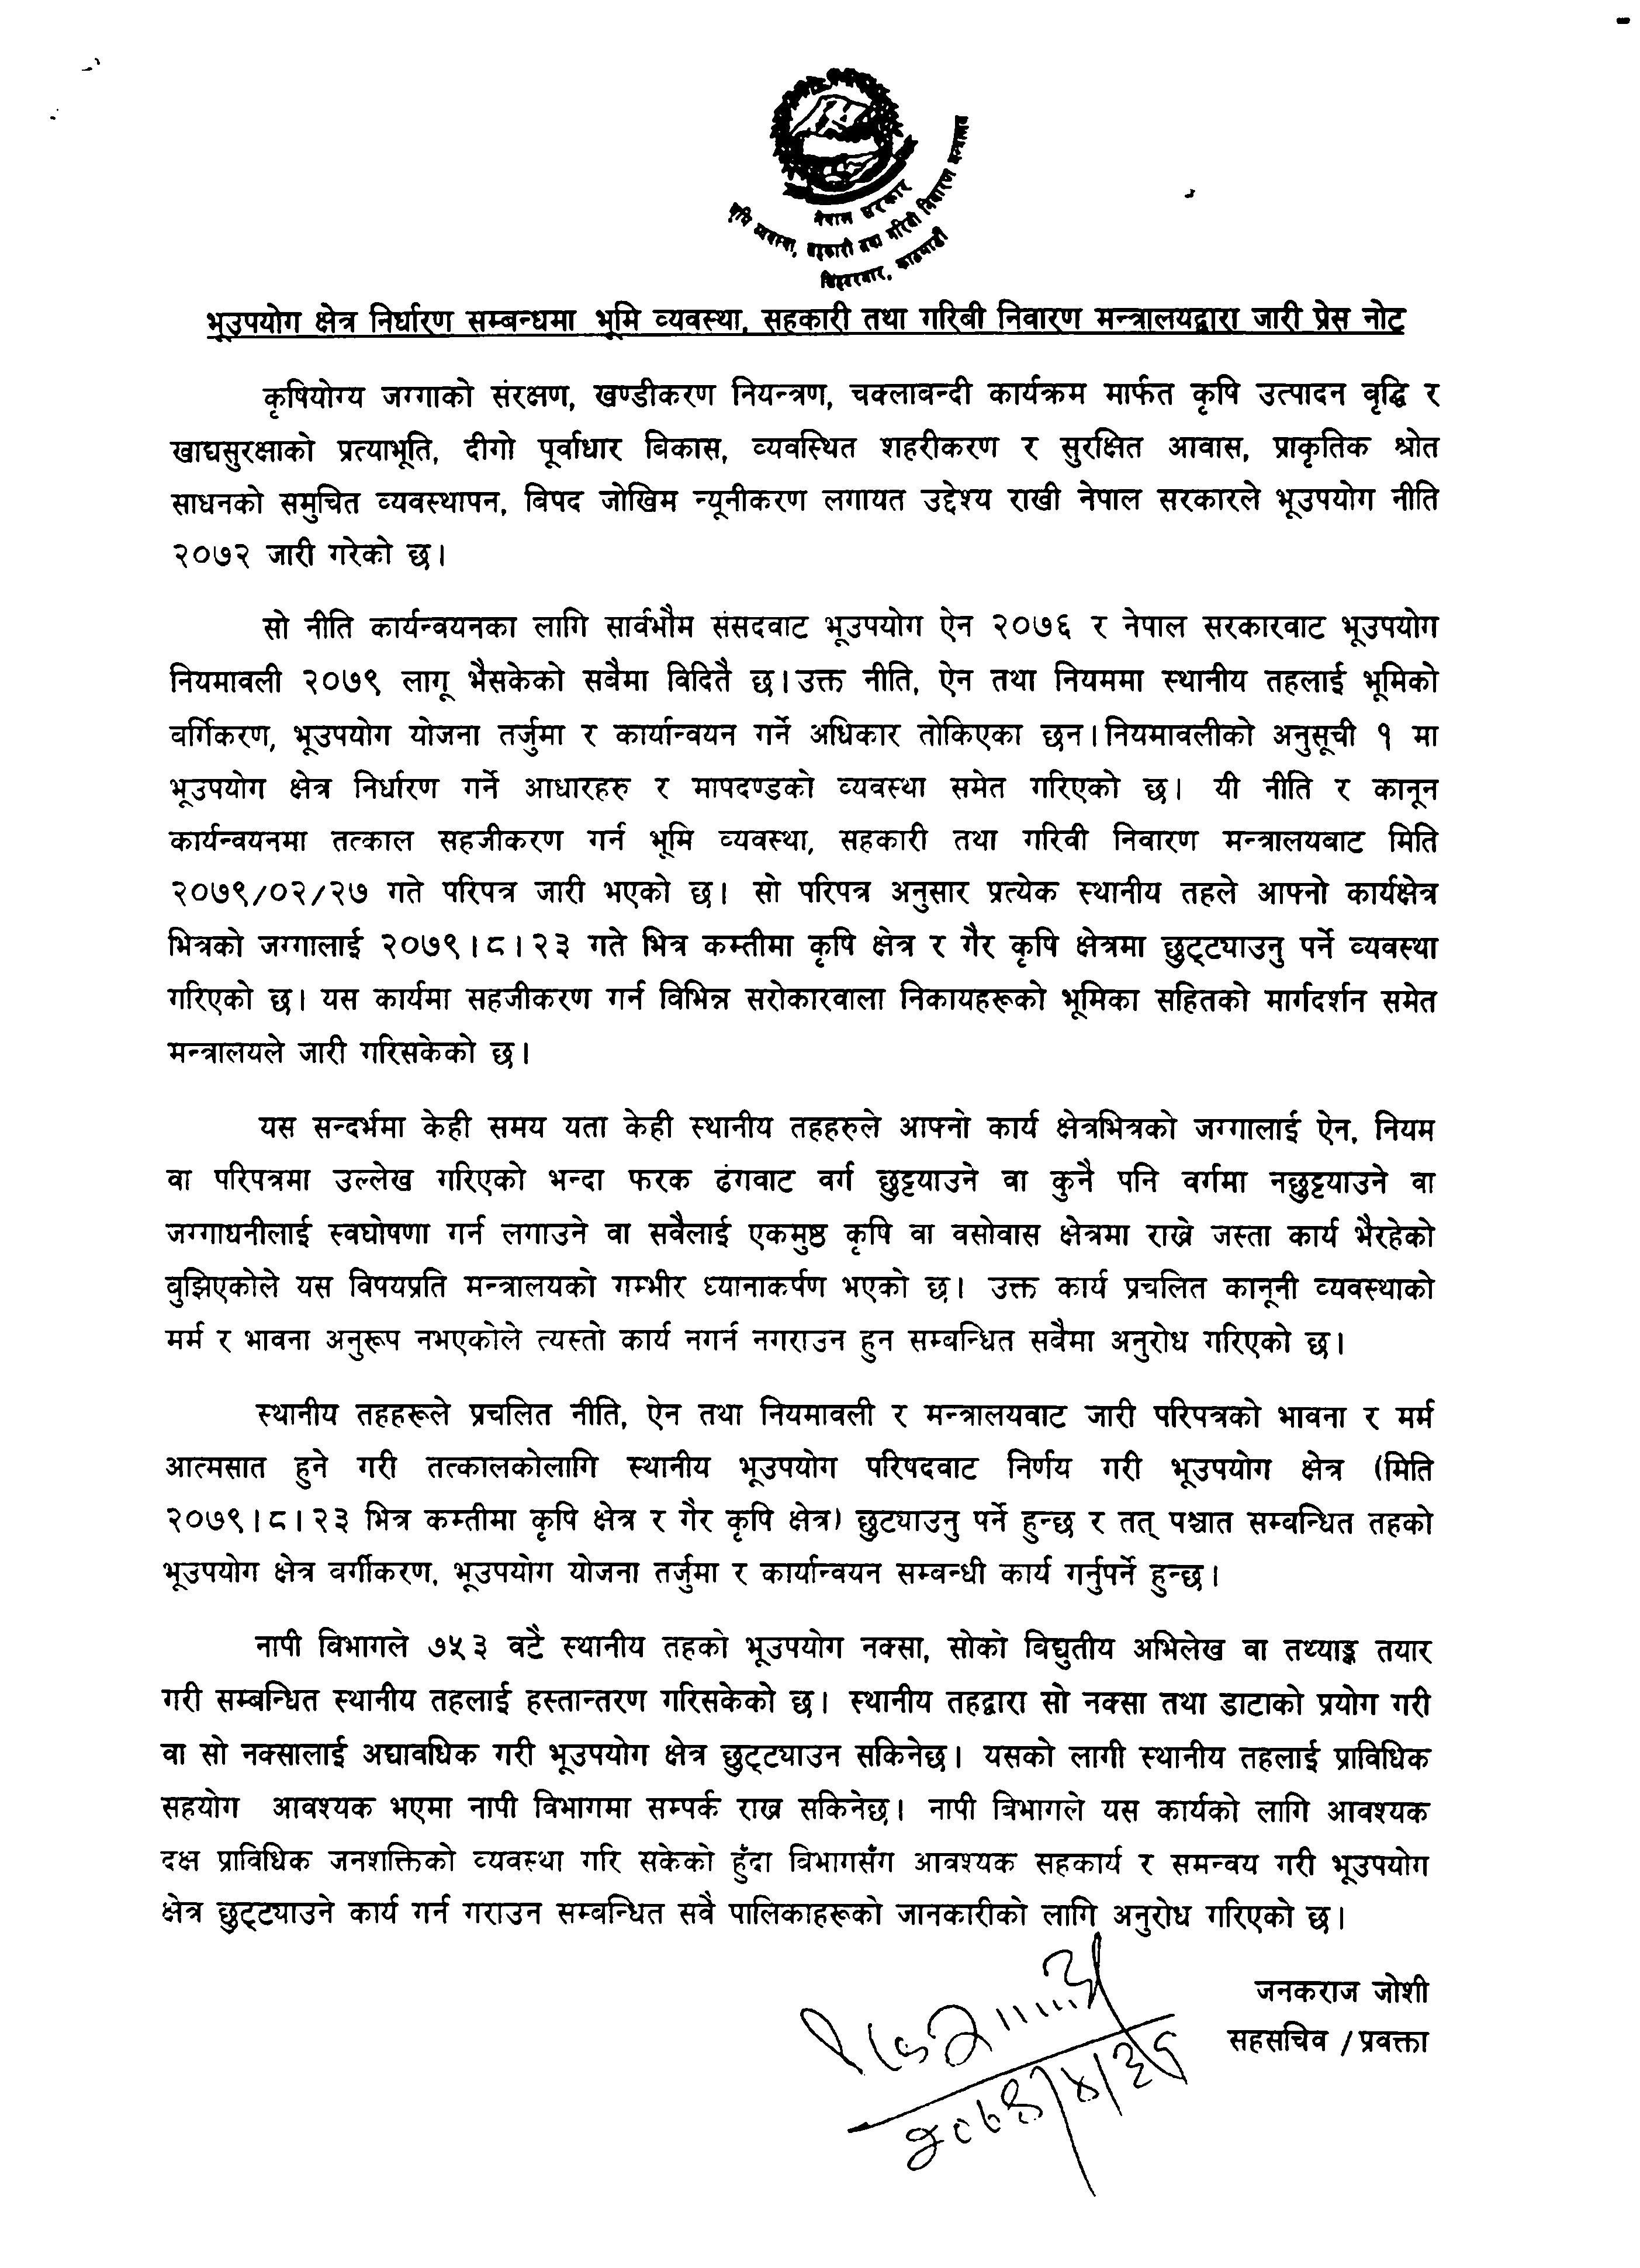 नेपाल सरकार
भूमि व्यवस्था, सहकारी तथा गरिबी निवारण मन्त्रालय
सिंहदरबार, काठमाडौं
भूउपयोग क्षेत्र निर्धारण सम्बन्धमा भूमि व्यवस्था, सहकारी तथा गरिवी निवारण मन्त्रालयद्वारा जारी प्रेस नोट
कृषियोग्य जग्गाको संरक्षण, खण्डीकरण नियन्त्रण, चक्लाबन्दी कार्यक्रम मार्फत कृषि उत्पादन बृद्धि र
खाद्यसुरक्षाको प्रत्याभूति, दीगो पूर्वाधार विकास, व्यवस्थित शहरीकरण र सुरक्षित आवास, प्राकृतिक श्रोत
साधनको समुचित व्यवस्थापन, बिपद जोखिम न्यूनीकरण लगायत उद्देश्य राखी नेपाल सरकारले भूउपयोग नीति
२०७२ जारी गरेको छ।
सो नीति कार्यन्वयनका लागि सार्वभौम संसदवाट भूउपयोग ऐन २०७६ र नेपाल सरकारवाट भूउपयोग
नियमावली २०७९ लागू भैसकेको सवैमा विदितै छ।उक्त नीति, ऐन तथा नियममा स्थानीय तहलाई भूमिको
वर्गिकरण, भूउपयोग योजना तर्जुमा र कार्यान्वयन गर्ने अधिकार तोकिएका छन।नियमावलीको अनुसूची १ मा
भूउपयोग क्षेत्र निर्धारण गर्ने आधारहरु र मापदण्डको व्यवस्था समेत गरिएको छ। यी नीति र कानून
कार्यन्वयनमा तत्काल सहजीकरण गर्न भूमि व्यवस्था, सहकारी तथा गरिवी निवारण मन्त्रालयबाट मिति
२०७९/०२/२७ गते परिपत्र जारी भएको छ। सो परिपत्र अनुसार प्रत्येक स्थानीय तहले आफ्नो कार्यक्षेत्र
भित्रको जग्गालाई २०७९।८।२३ गते भित्र कम्तीमा कृषि क्षेत्र र गैर कृषि क्षेत्रमा छुट्ट्याउनु पर्ने व्यवस्था
गरिएको छ। यस कार्यमा सहजीकरण गर्न विभिन्न सरोकारवाला निकायहरूको भूमिका सहितको मार्गदर्शन समेत
मन्त्रालयले जारी गरिसकेको छ।
यस सन्दर्भमा केही समय यता केही स्थानीय तहहरुले आफ्नो कार्य क्षेत्रभित्रको जग्गालाई ऐन, नियम
वा परिपत्रमा उल्लेख गरिएको भन्दा फरक ढंगवाट वर्ग छुट्टयाउने वा कुनै पनि वर्गमा नछुट्टयाउने वा
जग्गाधनीलाई स्वघोषणा गर्न लगाउने वा सवैलाई एकमुष्ठ कृषि वा वसोवास क्षेत्रमा राख्ने जस्ता कार्य भैरहेको
वुझिएकोले यस विषयप्रति मन्त्रालयको गम्भीर ध्यानाकर्षण भएको छ। उक्त कार्य प्रचलित कानूनी व्यवस्थाको
मर्म र भावना अनुरूप नभएकोले त्यस्तो कार्य नगर्न नगराउन हुन सम्बन्धित सवैमा अनुरोध गरिएको छ।
स्थानीय तहहरूले प्रचलित नीति, ऐन तथा नियमावली र मन्त्रालयवाट जारी परिपत्रको भावना र मर्म
आत्मसात हुने गरी तत्कालकोलागि स्थानीय भूउपयोग परिषदवाट निर्णय गरी भूउपयोग क्षेत्र (मिति
२०७९।८।२३ भित्र कम्तीमा कृषि क्षेत्र र गैर कृषि क्षेत्र) छुट्याउनु पर्ने हुन्छ र तत् पश्चात सम्वन्धित तहको
भूउपयोग क्षेत्र वर्गीकरण, भूउपयोग योजना तर्जुमा र कार्यान्वयन सम्बन्धी कार्य गर्नुपर्ने हुन्छ।
नापी विभागले ७५३ वटै स्थानीय तहको भूउपयोग नक्सा, सोको विद्युतीय अभिलेख वा तथ्याङ्क तयार
गरी सम्बन्धित स्थानीय तहलाई हस्तान्तरण गरिसकेको छ। स्थानीय तहद्वारा सो नक्सा तथा डाटाको प्रयोग गरी
वा सो नक्सालाई अद्यावधिक गरी भूउपयोग क्षेत्र छुट्ट्याउन सकिनेछ। यसको लागी स्थानीय तहलाई प्राविधिक
सहयोग आवश्यक भएमा नापी विभागमा सम्पर्क राख्न सकिनेछ। नापी विभागले यस कार्यको लागि आवश्यक
दक्ष प्राविधिक जनशक्तिको व्यवस्था गरि सकेको हुँदा विभागसँग आवश्यक सहकार्य र समन्वय गरी भूउपयोग
क्षेत्र छुट्ट्याउने कार्य गर्न गराउन सम्बन्धित सवै पालिकाहरूको जानकारीको लागि अनुरोध गरिएको छ।
जनकराज जोशी
सहसचिव /प्रवक्ता